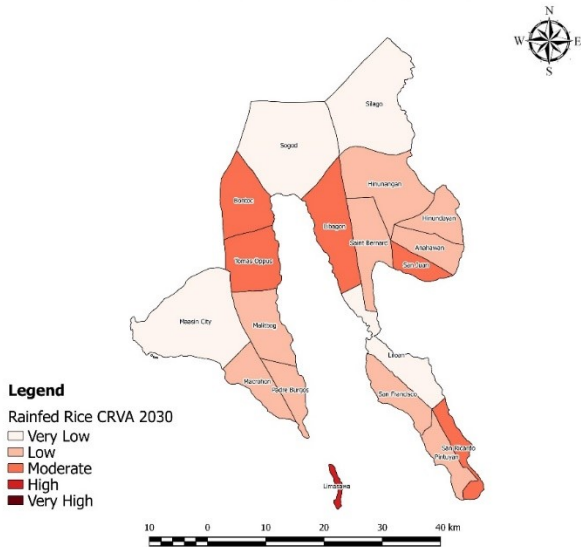 N
W E
S
Silago
Sogod
Hinunangan
Bontoc
Hinundayan
Libagon
Anahawan
Saint Bernard
Tomas Oppus
San Juan
Maasin City
Malitbog
Liloan
Macrohon
Padre Burgos
San Francisco
San Ricardo
Pintuyan
Limasawa
Legend
Rainfed Rice CRVA 2030
Very Low
Low
Moderate
High
Very High
10 0 10 20 30 40 km